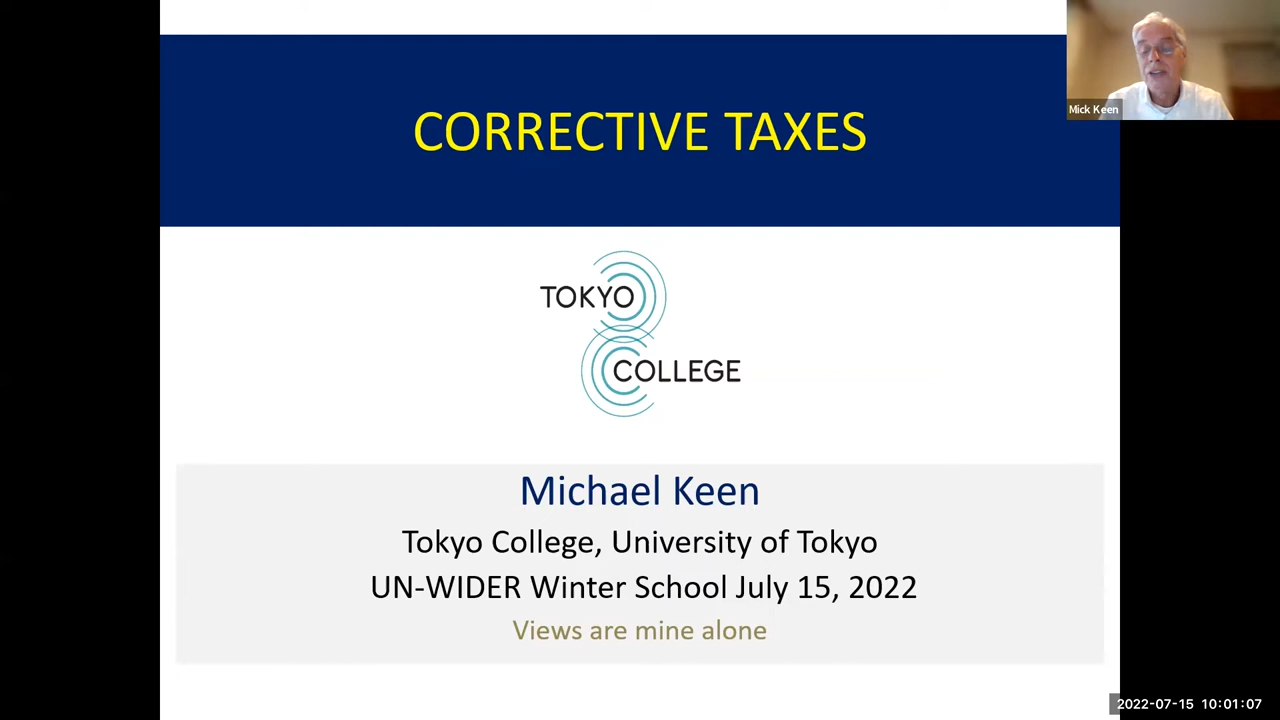 CORRECTIVE TAXES
Mick Keen
TOKYO
COLLEGE
Michael Keen
Tokyo College, University of Tokyo
UN-WIDER Winter School July 15, 2022
Views are mine alone
2022-07-15 10:01:07